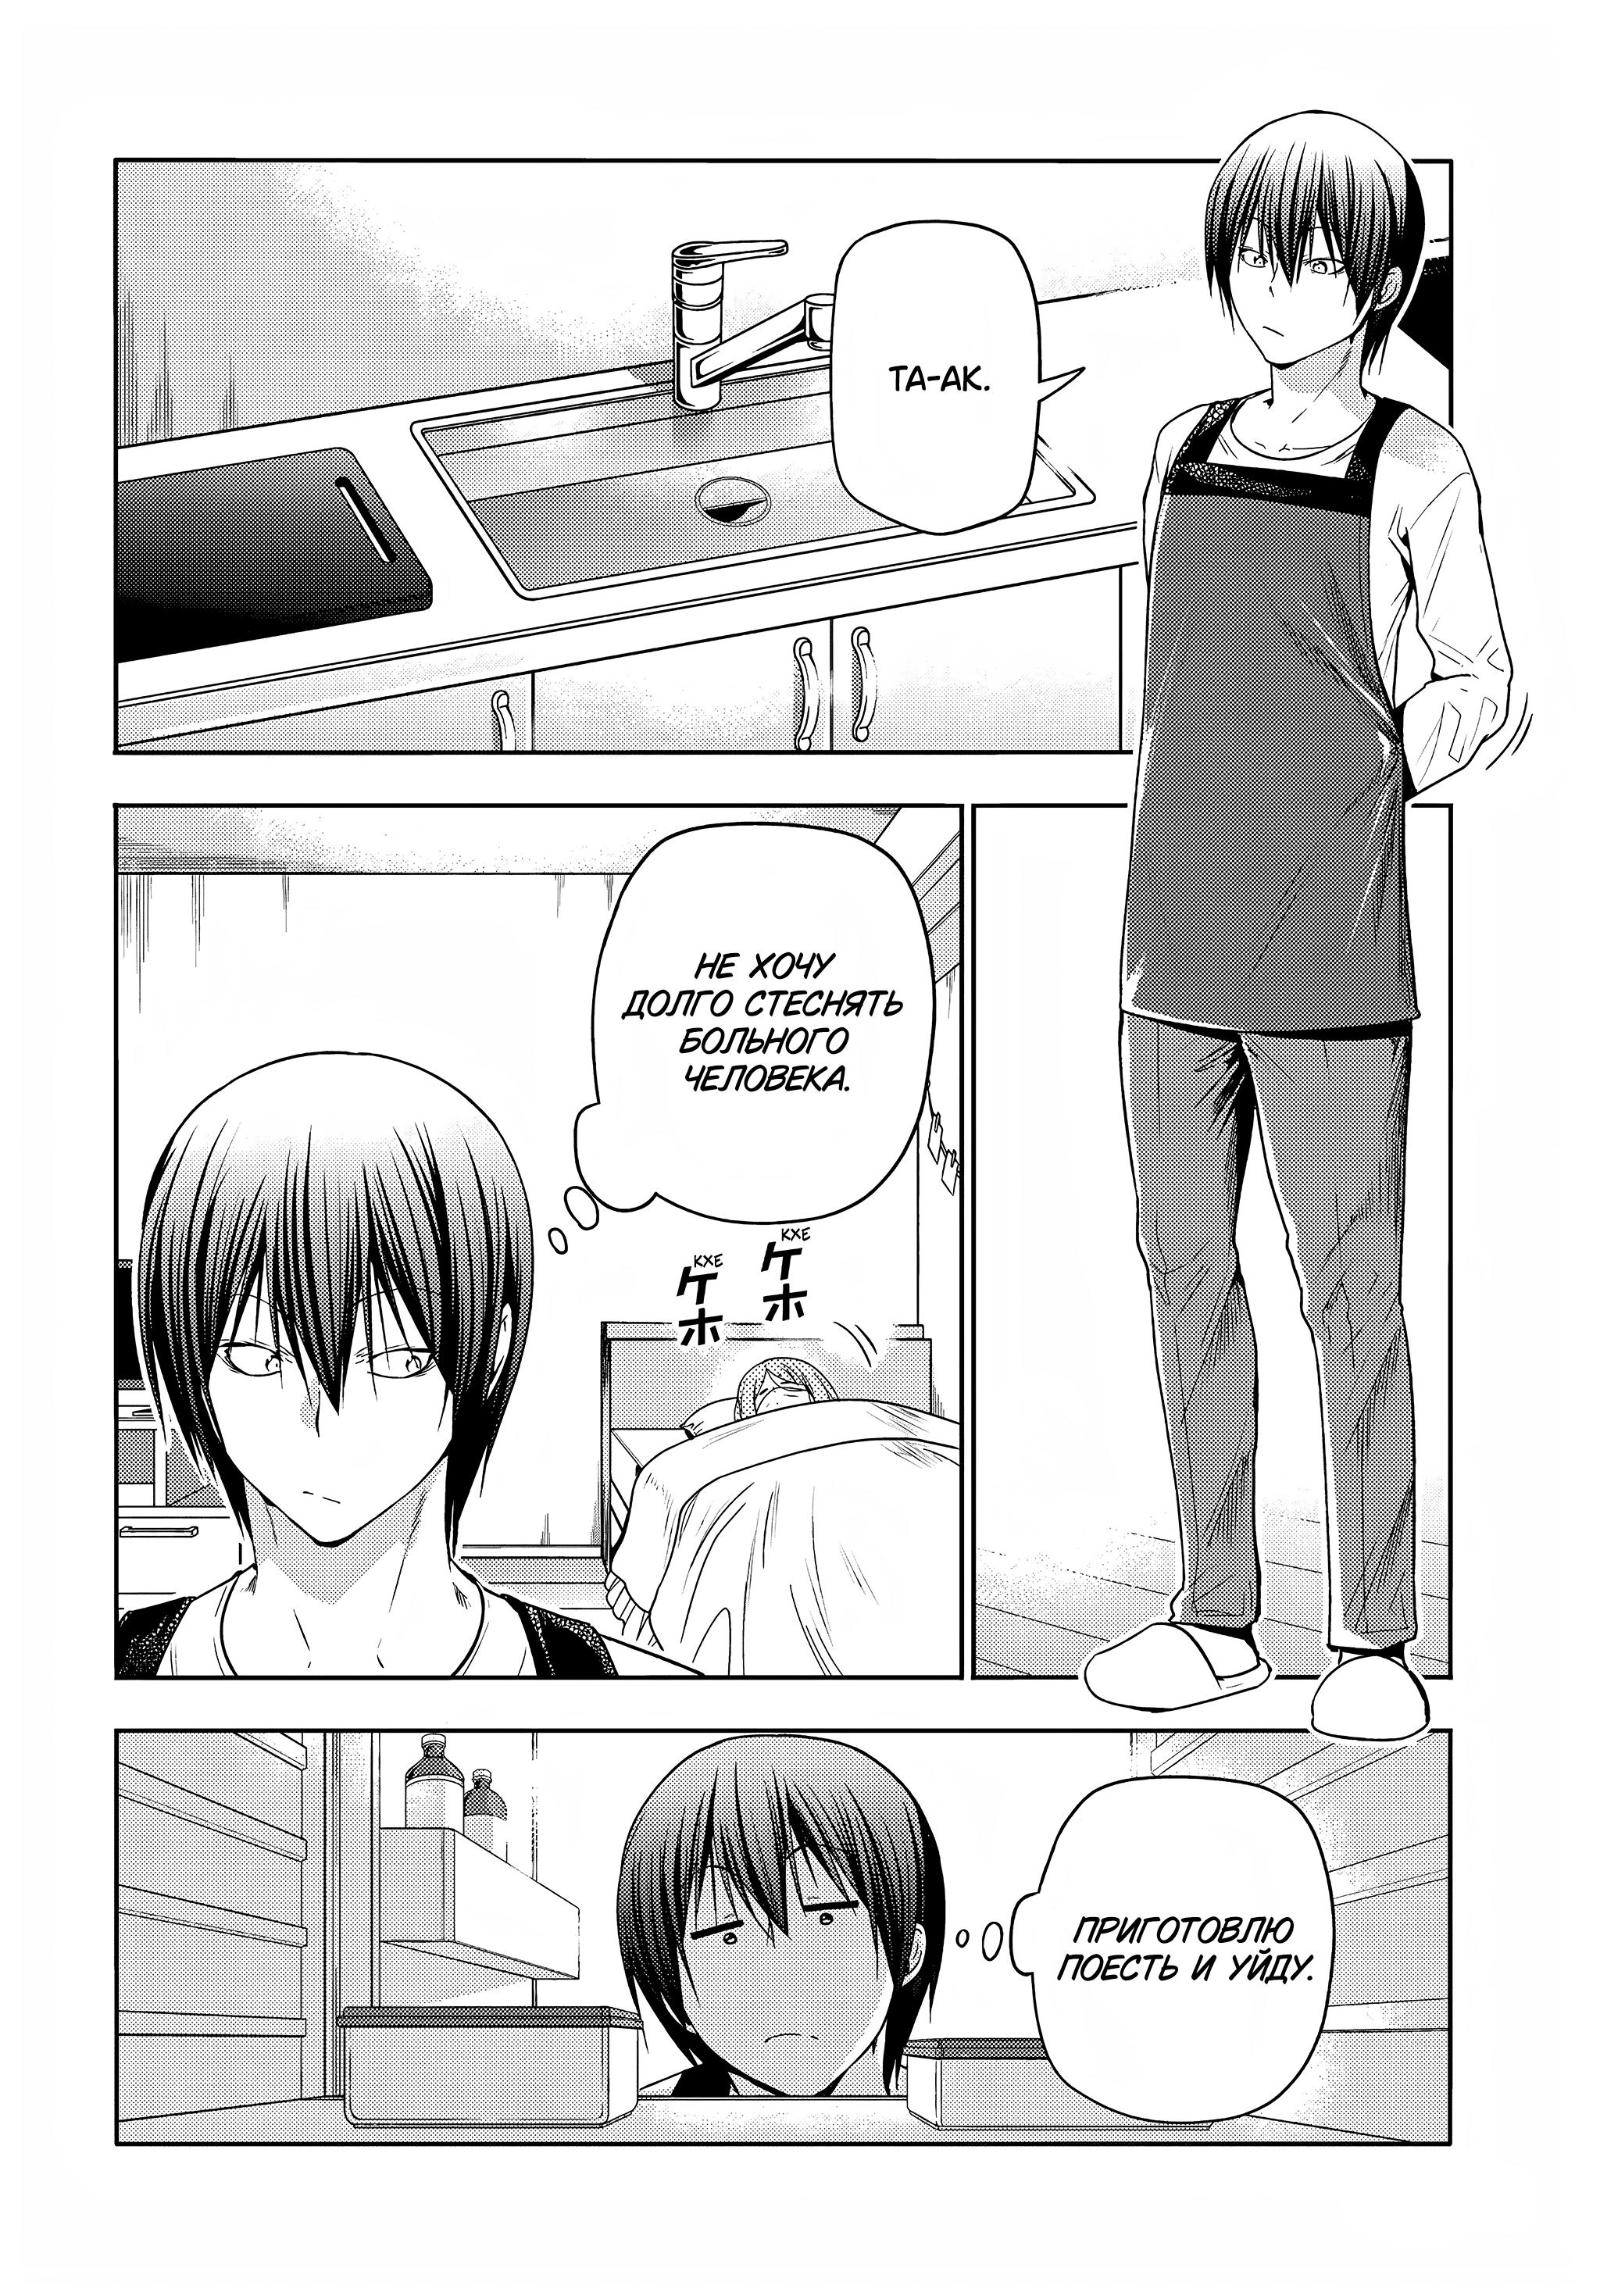 ТА-АК.
НЕ ХОЧУ
ДОЛГО СТЕСНЯТЬ
БОЛЬНОГО
ЧЕЛОВЕКА.
КХЕ
ケホ
КХЕ
ケホ
ПРИГОТОВЛЮ
ПОЕСТЬ И УЙДУ.